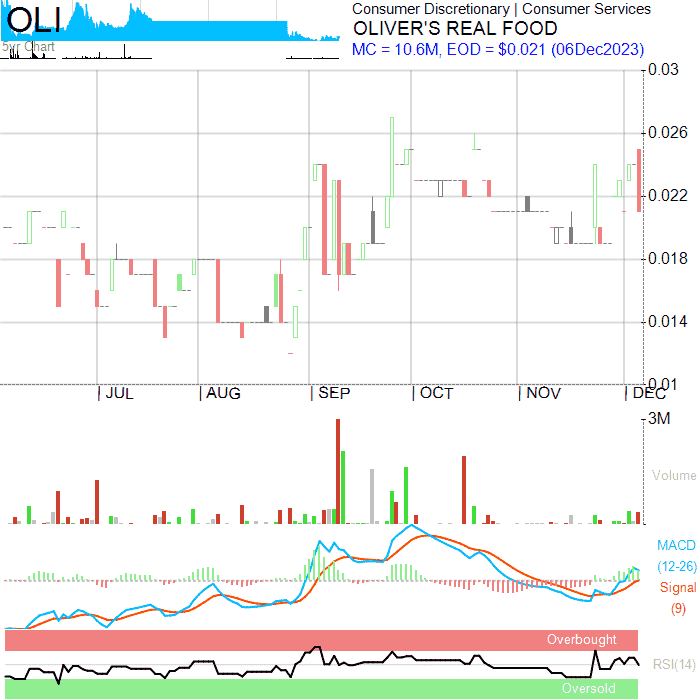 OLI
5yr Chart
Consumer Discretionary | Consumer Services
OLIVER'S REAL FOOD
MC = 10.6M, EOD = $0.021 (06Dec2023)
0.03
0.026
0.022
0.018
0.014
0.01
JUL
AUG
SEP
OCT
NOV
DEC
3M
Volume
MACD
(12-26)
Signal
(9)
Overbought
RSI(14)
Oversold